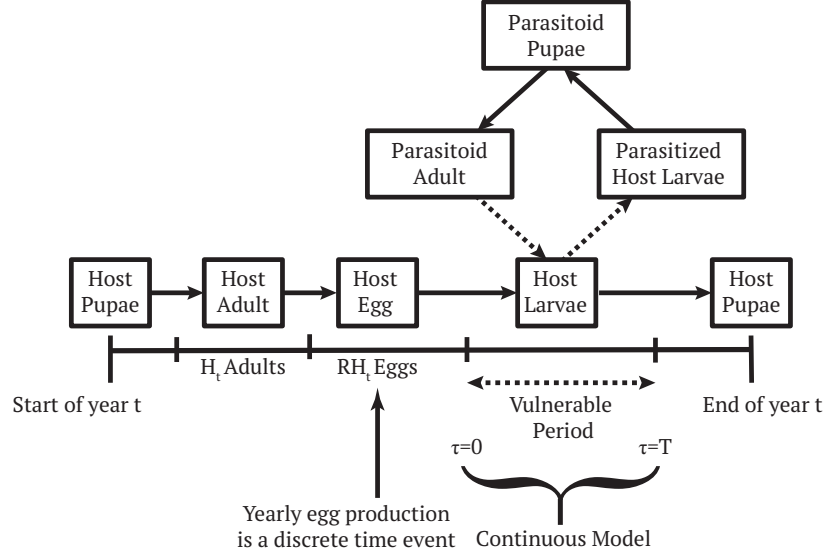 Parasitoid
Pupae
Parasitoid
Adult
Parasitized
Host Larvae
Host
Pupae
Host
Adult
Host
Egg
Host
Larvae
Host
Pupae
Hₜ Adults
RHₜ Eggs
Start of year t
Vulnerable
Period
End of year t
τ=0
τ=T
Yearly egg production
is a discrete time event
Continuous Model